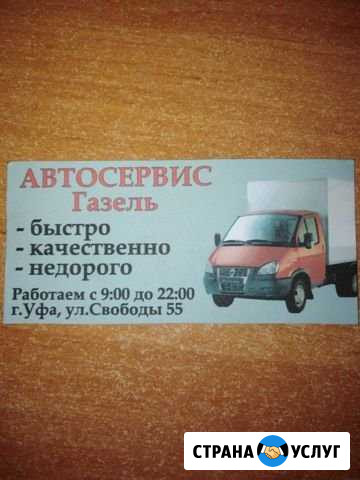 АВТОСЕРВИС
Газель
- быстро
- качественно
- недорого
Работаем с 9:00 до 22:00
г.Уфа, ул.Свободы 55
СТРАНА УСЛУГ